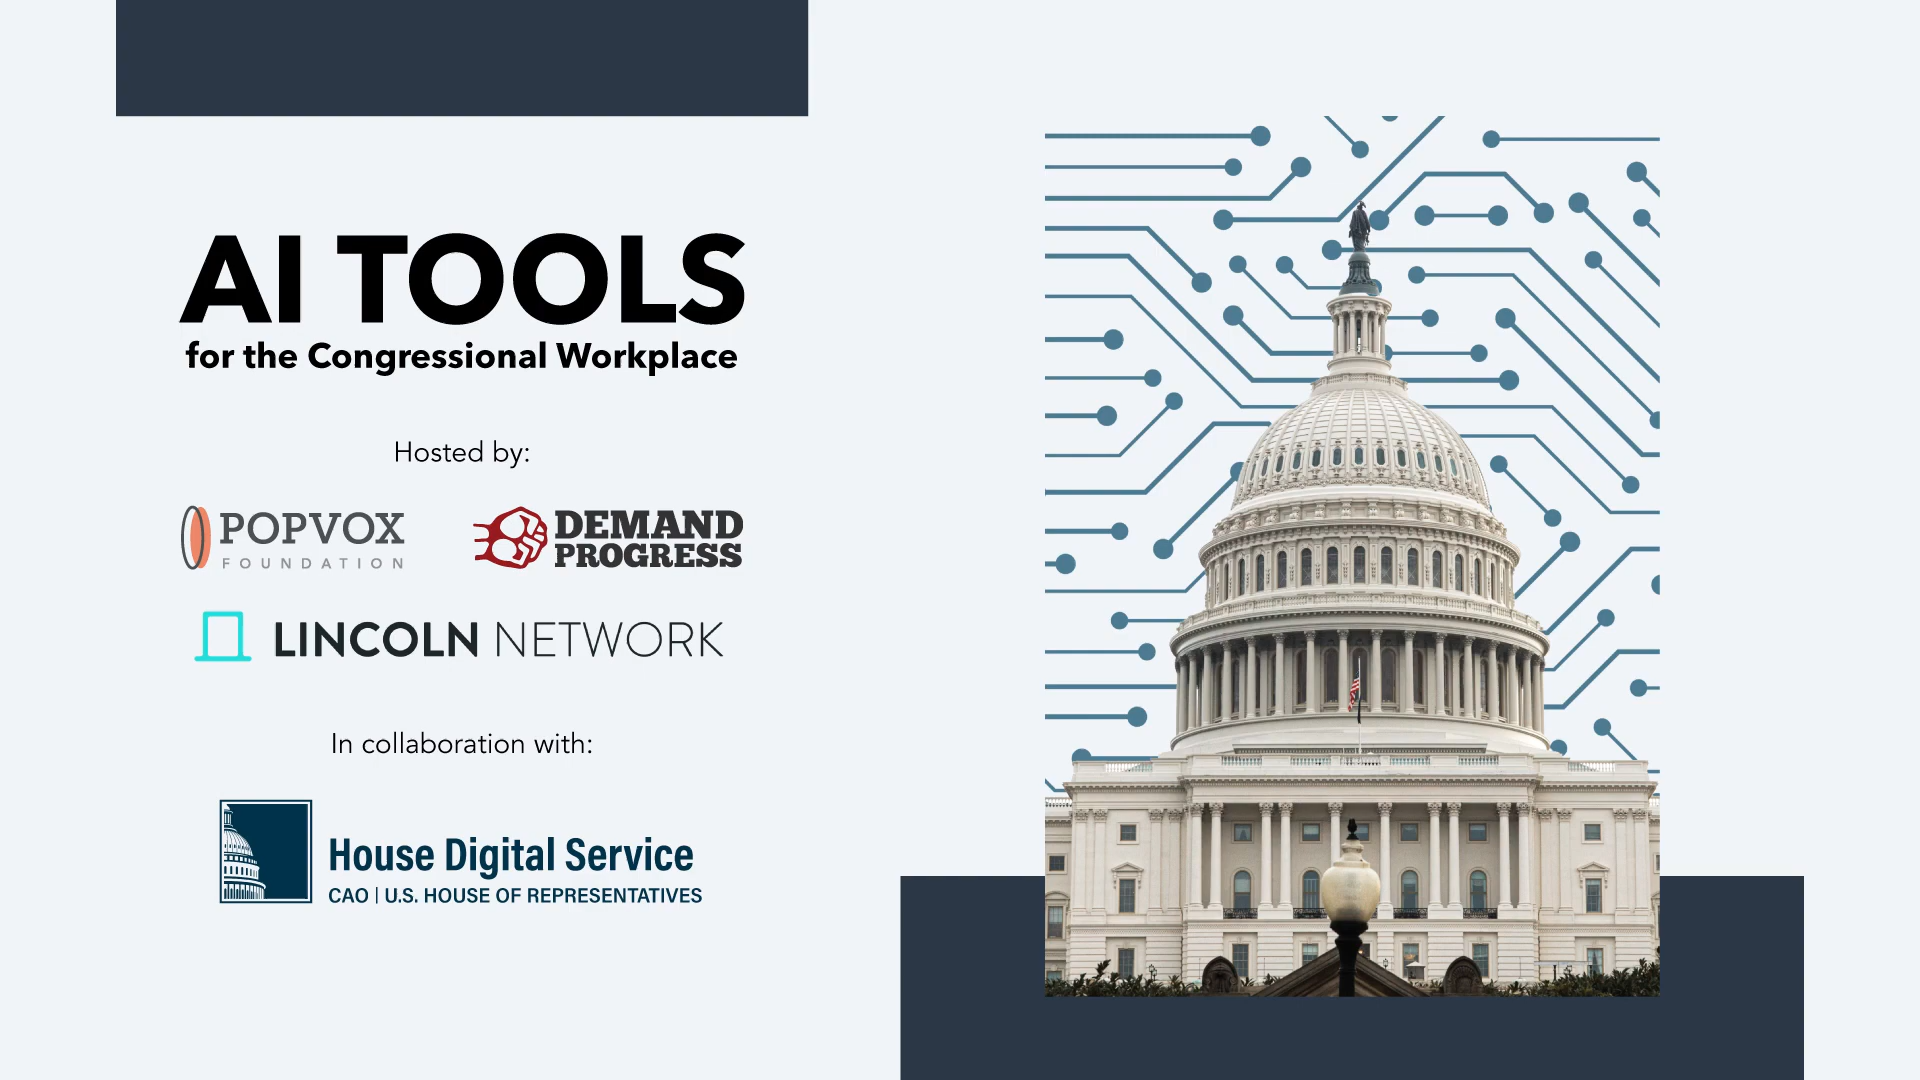 AI TOOLS
for the Congressional Workplace
Hosted by:
POPVOX
FOUNDATION
DEMAND
PROGRESS
LINCOLN NETWORK
In collaboration with:
House Digital Service
CAO | U.S. HOUSE OF REPRESENTATIVES